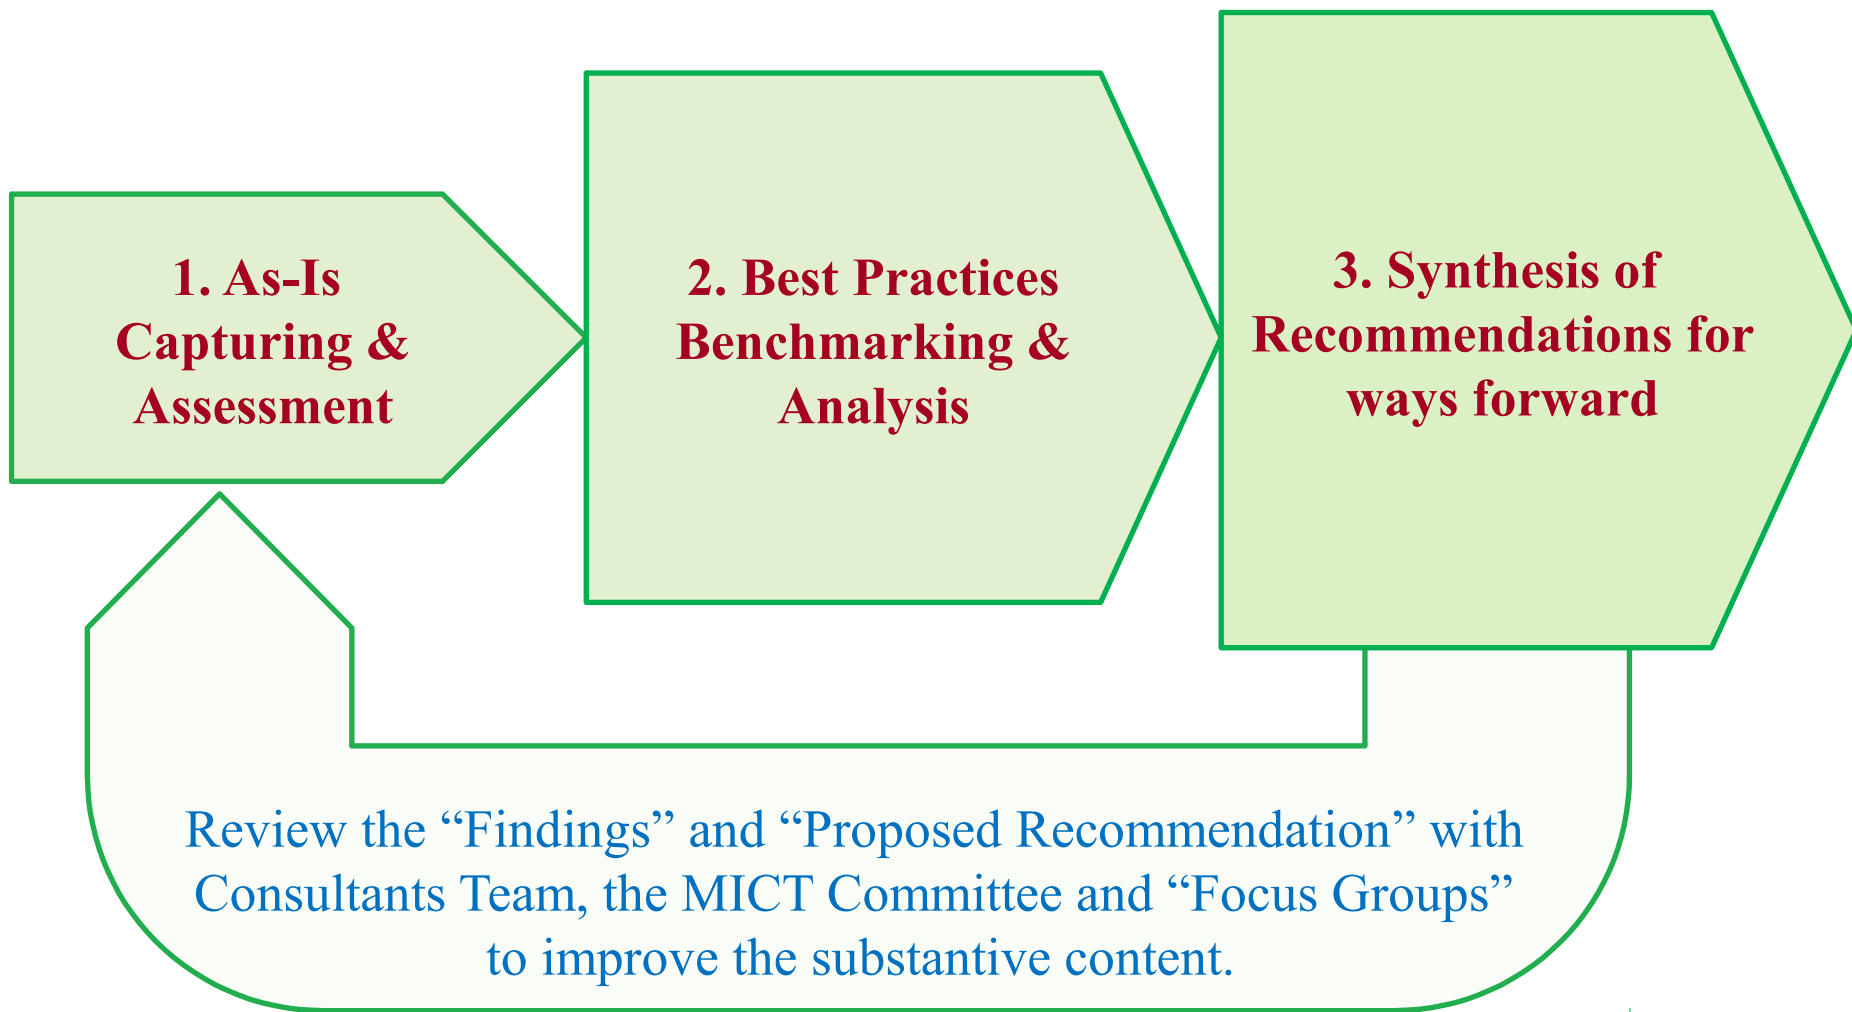 1. As-Is
Capturing &
Assessment
2. Best Practices
Benchmarking &
Analysis
3. Synthesis of
Recommendations for
ways forward
Review the “Findings” and “Proposed Recommendation” with
Consultants Team, the MICT Committee and “Focus Groups”
to improve the substantive content.